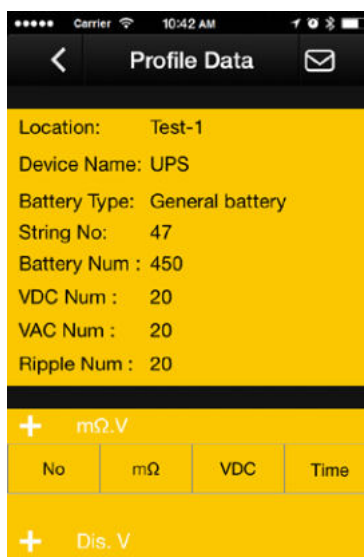 Carrier 10:42 AM
Profile Data
Location: Test-1
Device Name: UPS
Battery Type: General battery
String No: 47
Battery Num : 450
VDC Num : 20
VAC Num : 20
Ripple Num : 20
+ mΩ.V
No mΩ VDC Time
+ Dis. V